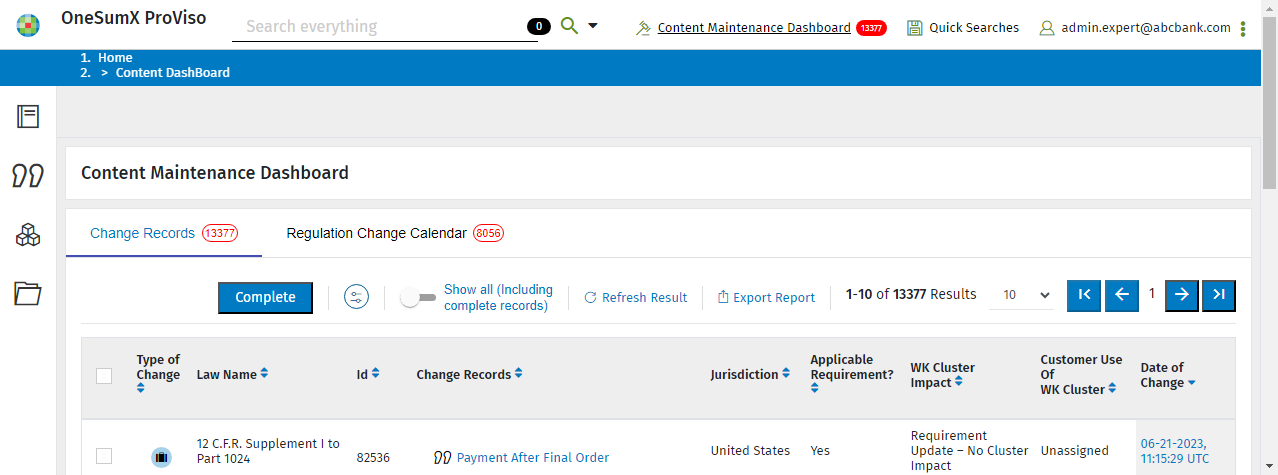 OneSumX ProViso
Search everything
0
Content Maintenance Dashboard 13377
Quick Searches
admin.expert@abcbank.com
1. Home
2. > Content DashBoard
Content Maintenance Dashboard
Change Records 13377
Regulation Change Calendar 8056
Complete
Show all (Including
complete records)
Refresh Result
Export Report
1-10 of 13377 Results
10
1
Type of
Change
Law Name
Id
Change Records
Jurisdiction
Applicable
Requirement?
WK Cluster
Impact
Customer Use
Of
WK Cluster
Date of
Change
12 C.F.R. Supplement I to
Part 1024
82536
Payment After Final Order
United States
Yes
Requirement
Update – No Cluster
Impact
Unassigned
06-21-2023,
11:15:29 UTC